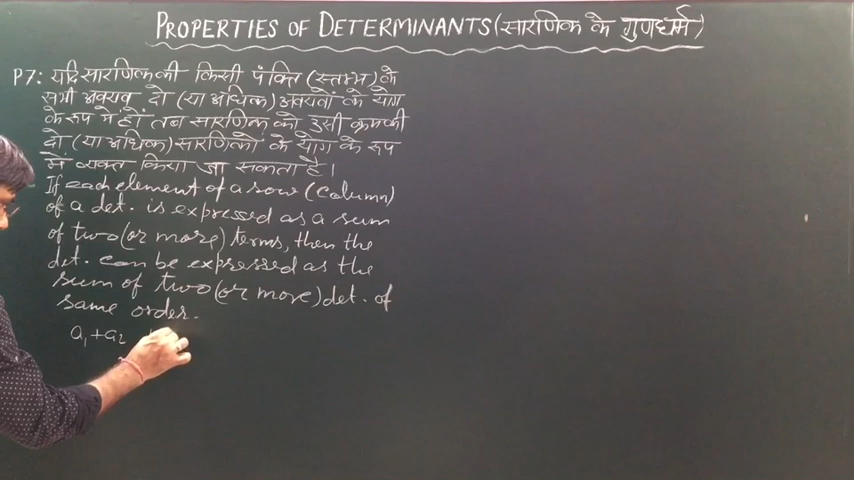 PROPERTIES OF DETERMINANTS (सारणिक के गुणधर्म)
P7: यदि सारणिक की किसी पंक्ति (स्तम्भ) के
सभी अवयव दो (या अधिक) अवयवों के योग
के रूप में हों तब सारणिक को उसी क्रम की
दो (या अधिक) सारणिकों के योग के रूप
में व्यक्त किया जा सकता है।
If each element of a row (column)
of a det. is expressed as a sum
of two (or more) terms, then the
det. can be expressed as the
sum of two (or more) det. of
same order.
a₁+a₂